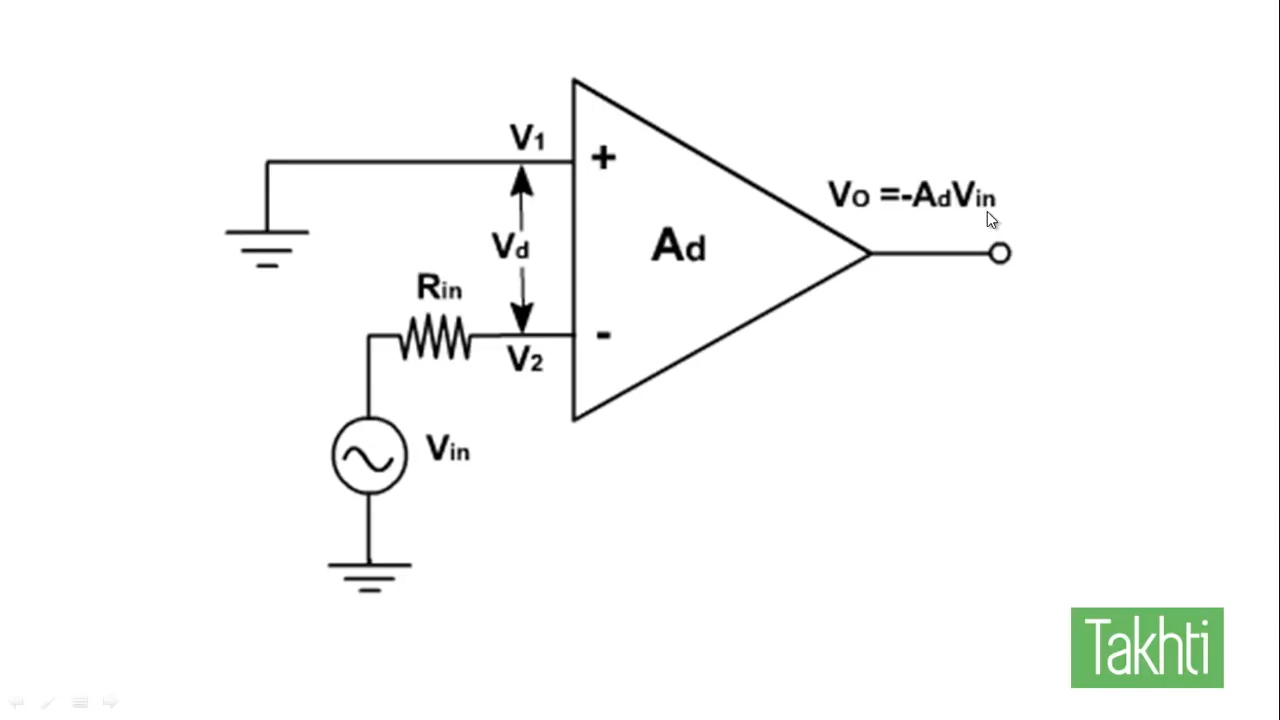 V1
+
Vo =-AdVin
Vd
Ad
Rin
-
V2
Vin
Takhti